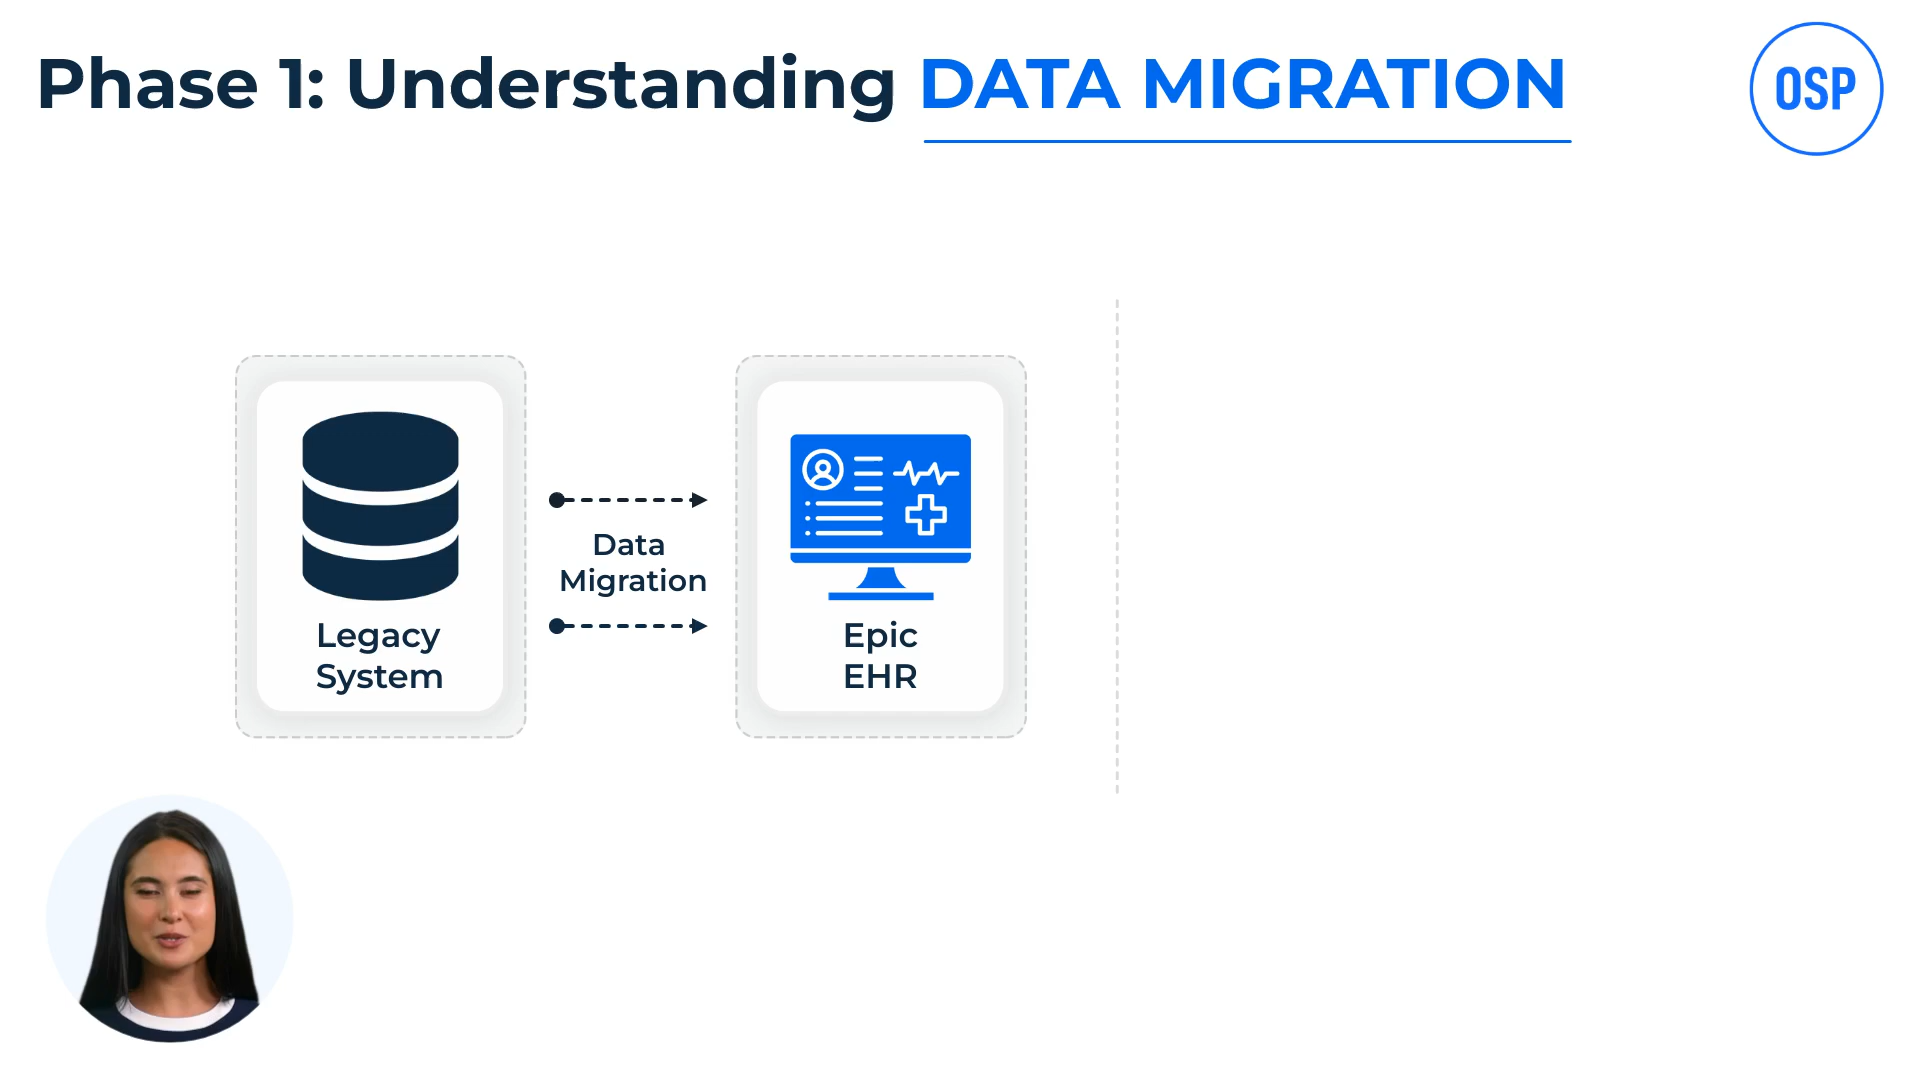 Phase 1: Understanding DATA MIGRATION
OSP
Legacy
System
Data
Migration
Epic
EHR